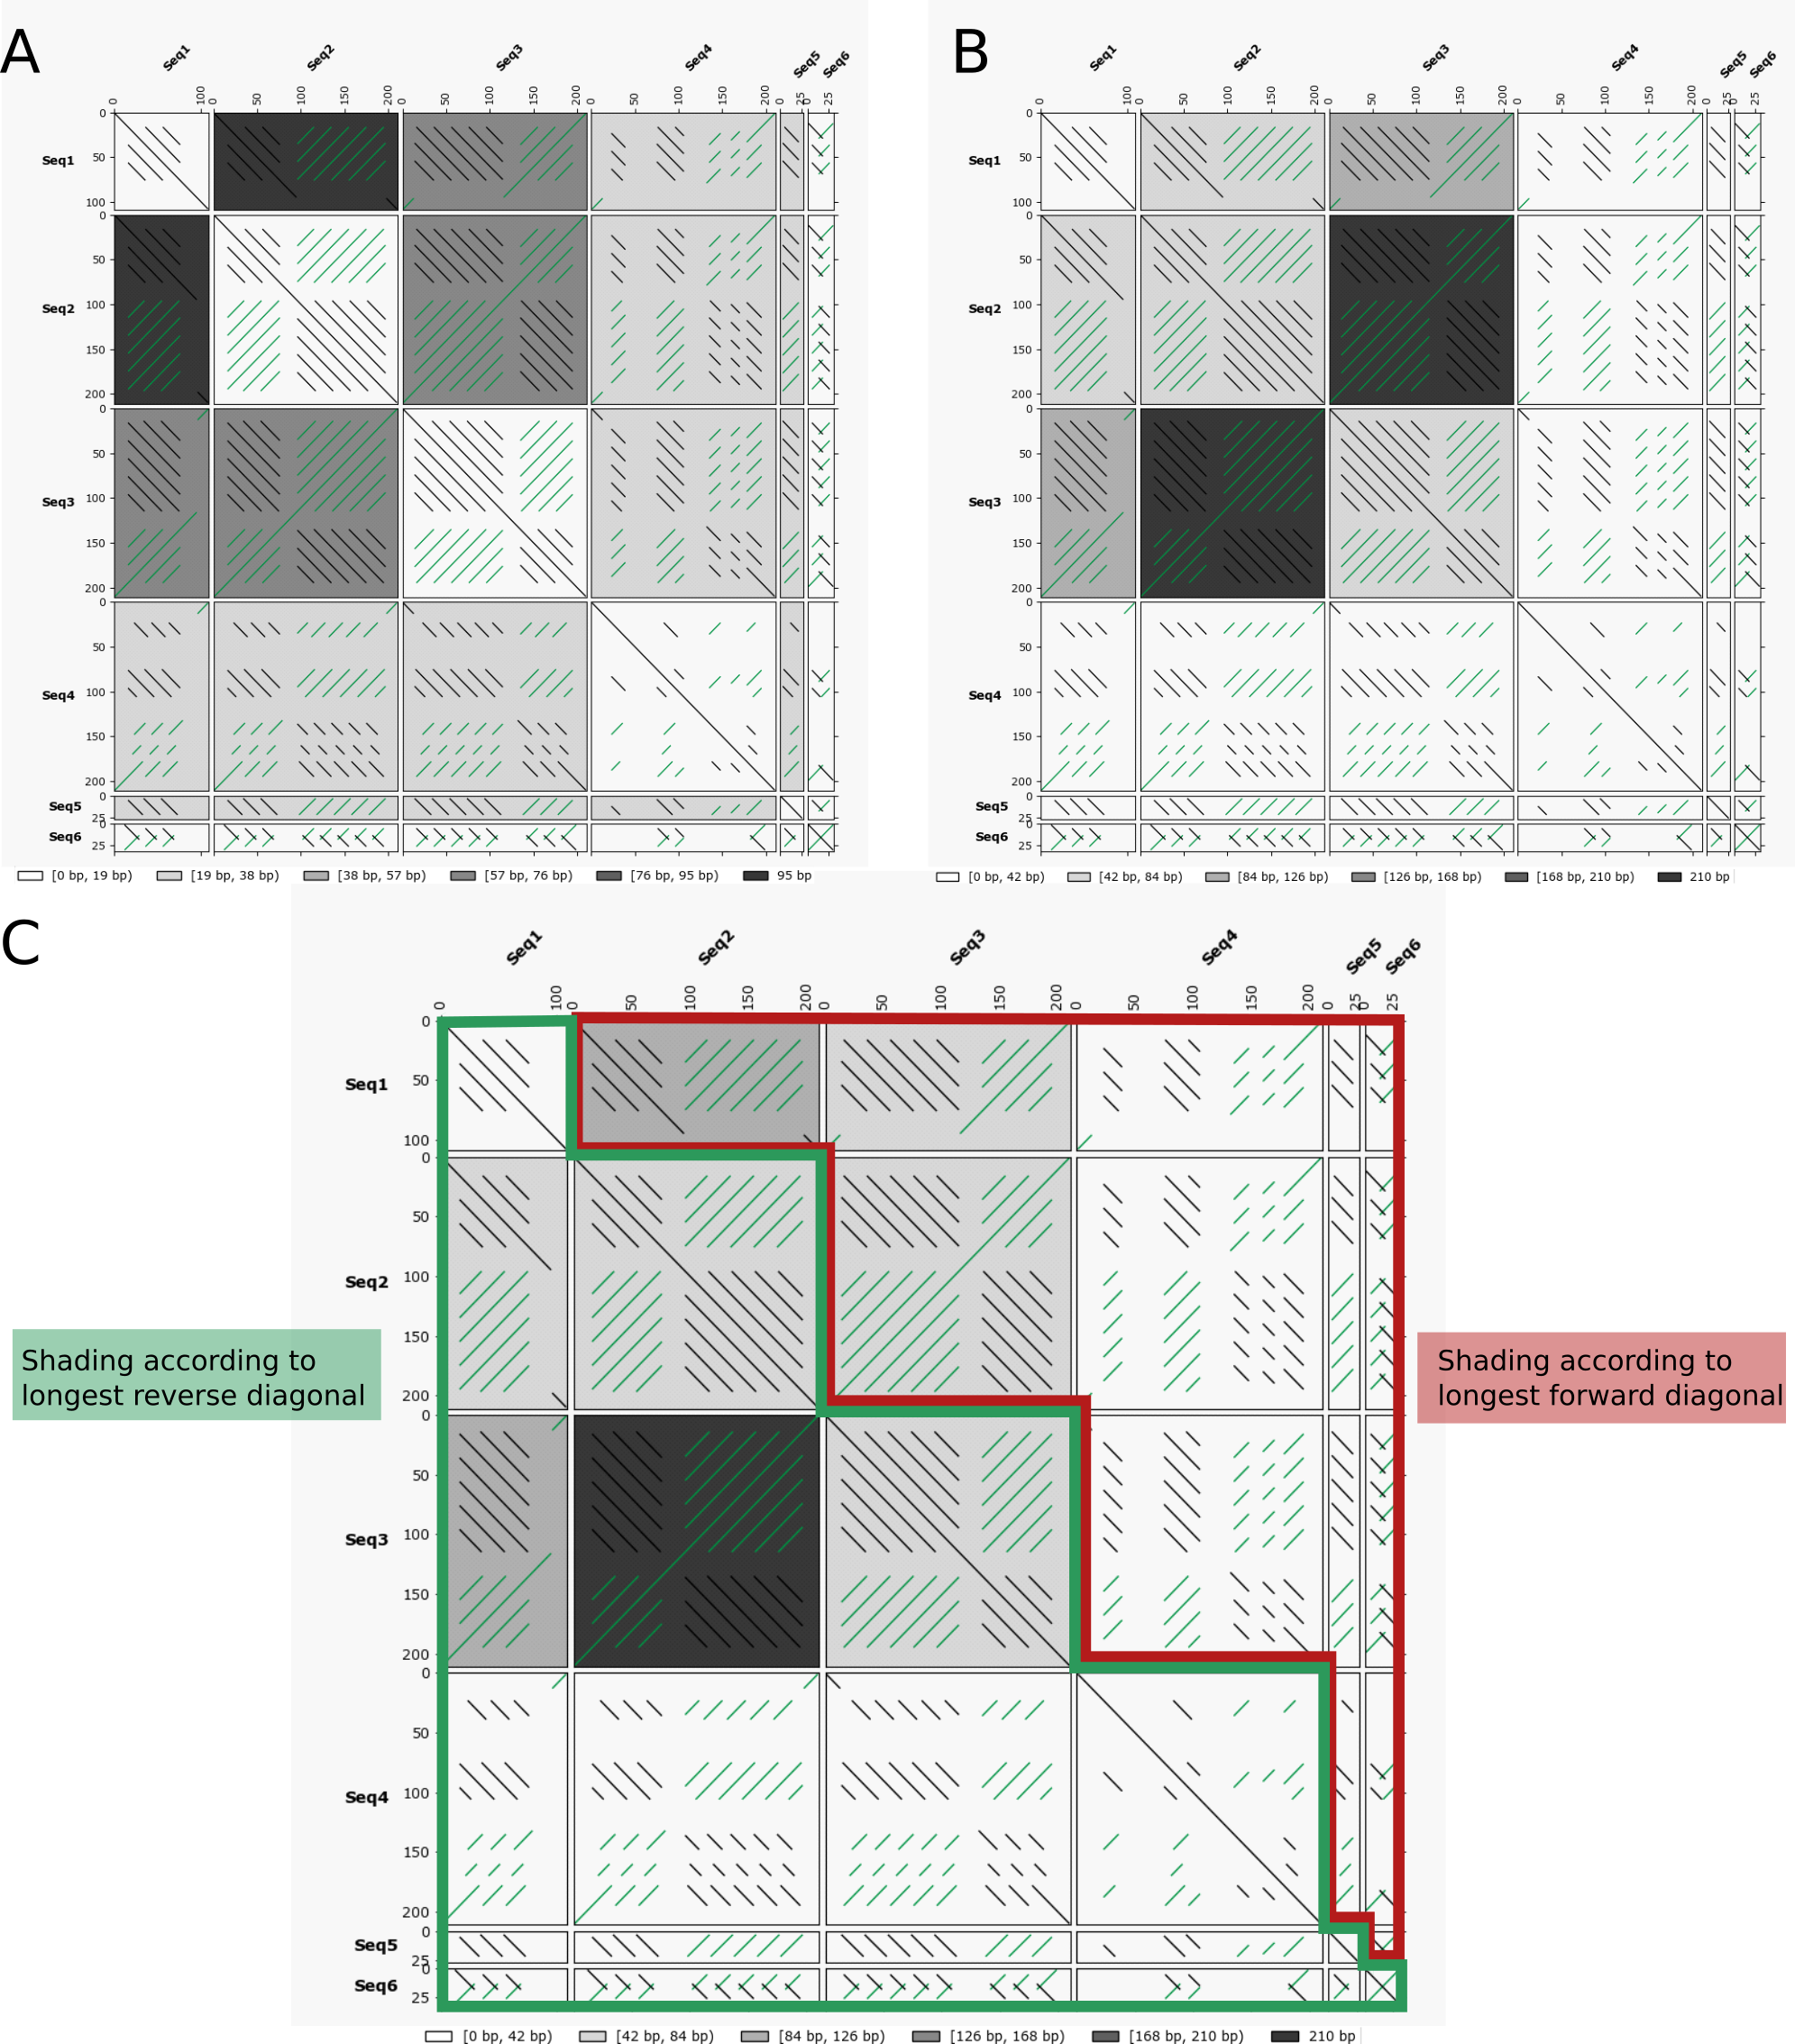 A
Seq1 Seq2 Seq3 Seq4 Seq5 Seq6
0 100 0 50 100 150 200 0 50 100 150 200 0 50 100 150 200 0 25 0 25
0
Seq1 50
100
0
50
Seq2 100
150
200
0
50
Seq3 100
150
200
0
50
Seq4 100
150
200
0
Seq5
25
0
Seq6
25
[0 bp, 19 bp) [19 bp, 38 bp) [38 bp, 57 bp) [57 bp, 76 bp) [76 bp, 95 bp) 95 bp
B
Seq1 Seq2 Seq3 Seq4 Seq5 Seq6
0 100 0 50 100 150 200 0 50 100 150 200 0 50 100 150 200 0 25 0 25
0
Seq1 50
100
0
50
Seq2 100
150
200
0
50
Seq3 100
150
200
0
50
Seq4 100
150
200
0
Seq5
25
0
Seq6
25
[0 bp, 42 bp) [42 bp, 84 bp) [84 bp, 126 bp) [126 bp, 168 bp) [168 bp, 210 bp) 210 bp
C
Seq1 Seq2 Seq3 Seq4 Seq5 Seq6
0 100 0 50 100 150 200 0 50 100 150 200 0 50 100 150 200 0 25 0 25
0
50
Seq1
100
0
50
Seq2
100
150
200
0
50
100
Seq3
150
200
0
50
100
Seq4
150
200
0
Seq5
25
0
Seq6
25
Shading according to
longest reverse diagonal
Shading according to
longest forward diagonal
[0 bp, 42 bp) [42 bp, 84 bp) [84 bp, 126 bp) [126 bp, 168 bp) [168 bp, 210 bp) 210 bp